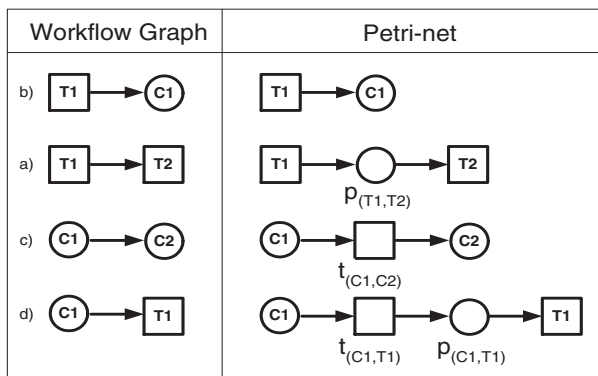 Workflow Graph Petri-net
b) T1 C1 T1 C1
a) T1 T2 T1 T2
p(T1,T2)
c) C1 C2 C1 C2
t(C1,C2)
d) C1 T1 C1 T1
t(C1,T1) p(C1,T1)